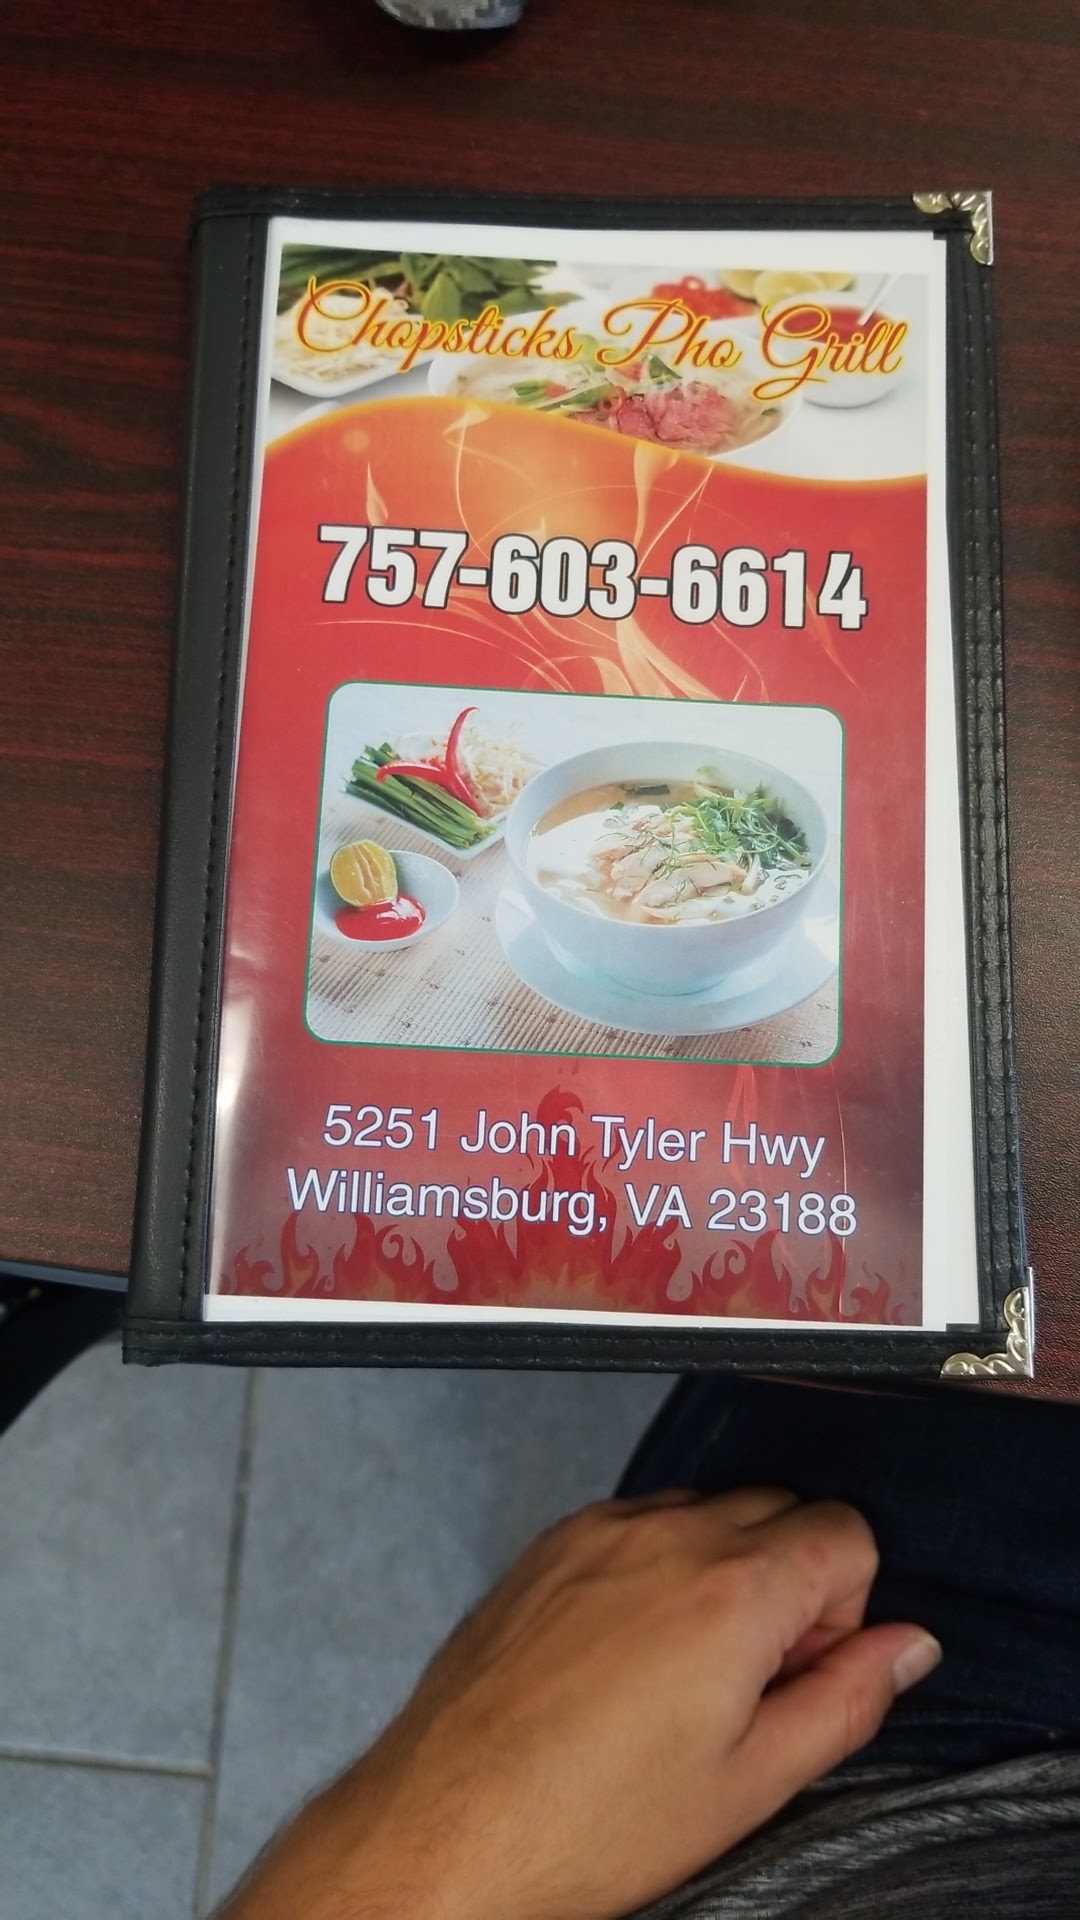 Chopsticks Pho Grill
757-603-6614
5251 John Tyler Hwy
Williamsburg, VA 23188